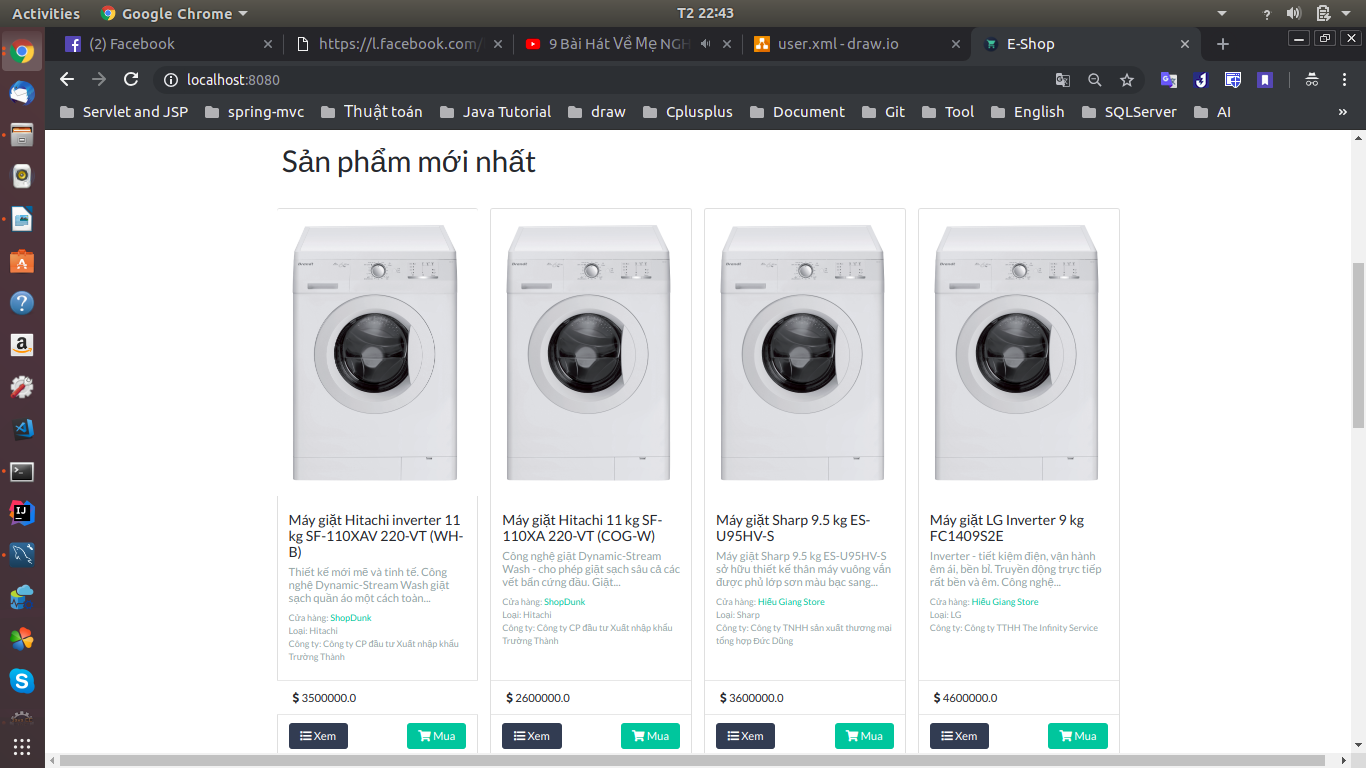 Activities
Google Chrome
T2 22:43
?
(2) Facebook
https://l.facebook.com/
9 Bài Hát Về Mẹ NGH
user.xml - draw.io
E-Shop
localhost:8080
Servlet and JSP
spring-mvc
Thuật toán
Java Tutorial
draw
Cplusplus
Document
Git
Tool
English
SQLServer
AI
»
Sản phẩm mới nhất
Máy giặt Hitachi inverter 11
kg SF-110XAV 220-VT (WH-
B)
Thiết kế mới mẽ và tinh tế. Công
nghệ Dynamic-Stream Wash giặt
sạch quần áo một cách toàn...
Cửa hàng: ShopDunk
Loại: Hitachi
Công ty: Công ty CP đầu tư Xuất nhập khẩu
Trường Thành
$ 3500000.0
Xem
Mua
Máy giặt Hitachi 11 kg SF-
110XA 220-VT (COG-W)
Công nghệ giặt Dynamic-Stream
Wash - cho phép giặt sạch sâu cả các
vết bẩn cứng đầu. Giặt...
Cửa hàng: ShopDunk
Loại: Hitachi
Công ty: Công ty CP đầu tư Xuất nhập khẩu
Trường Thành
$ 2600000.0
Xem
Mua
Máy giặt Sharp 9.5 kg ES-
U95HV-S
Máy giặt Sharp 9.5 kg ES-U95HV-S
sở hữu thiết kế thân máy vuông vắn
được phủ lớp sơn màu bạc sang...
Cửa hàng: Hiếu Giang Store
Loại: Sharp
Công ty: Công ty TNHH sản xuất thương mại
tổng hợp Đức Dũng
$ 3600000.0
Xem
Mua
Máy giặt LG Inverter 9 kg
FC1409S2E
Inverter - tiết kiệm điện, vận hành
êm ái, bền bỉ. Truyền động trực tiếp
rất bền và êm. Công nghệ...
Cửa hàng: Hiếu Giang Store
Loại: LG
Công ty: Công ty TTHH The Infinity Service
$ 4600000.0
Xem
Mua